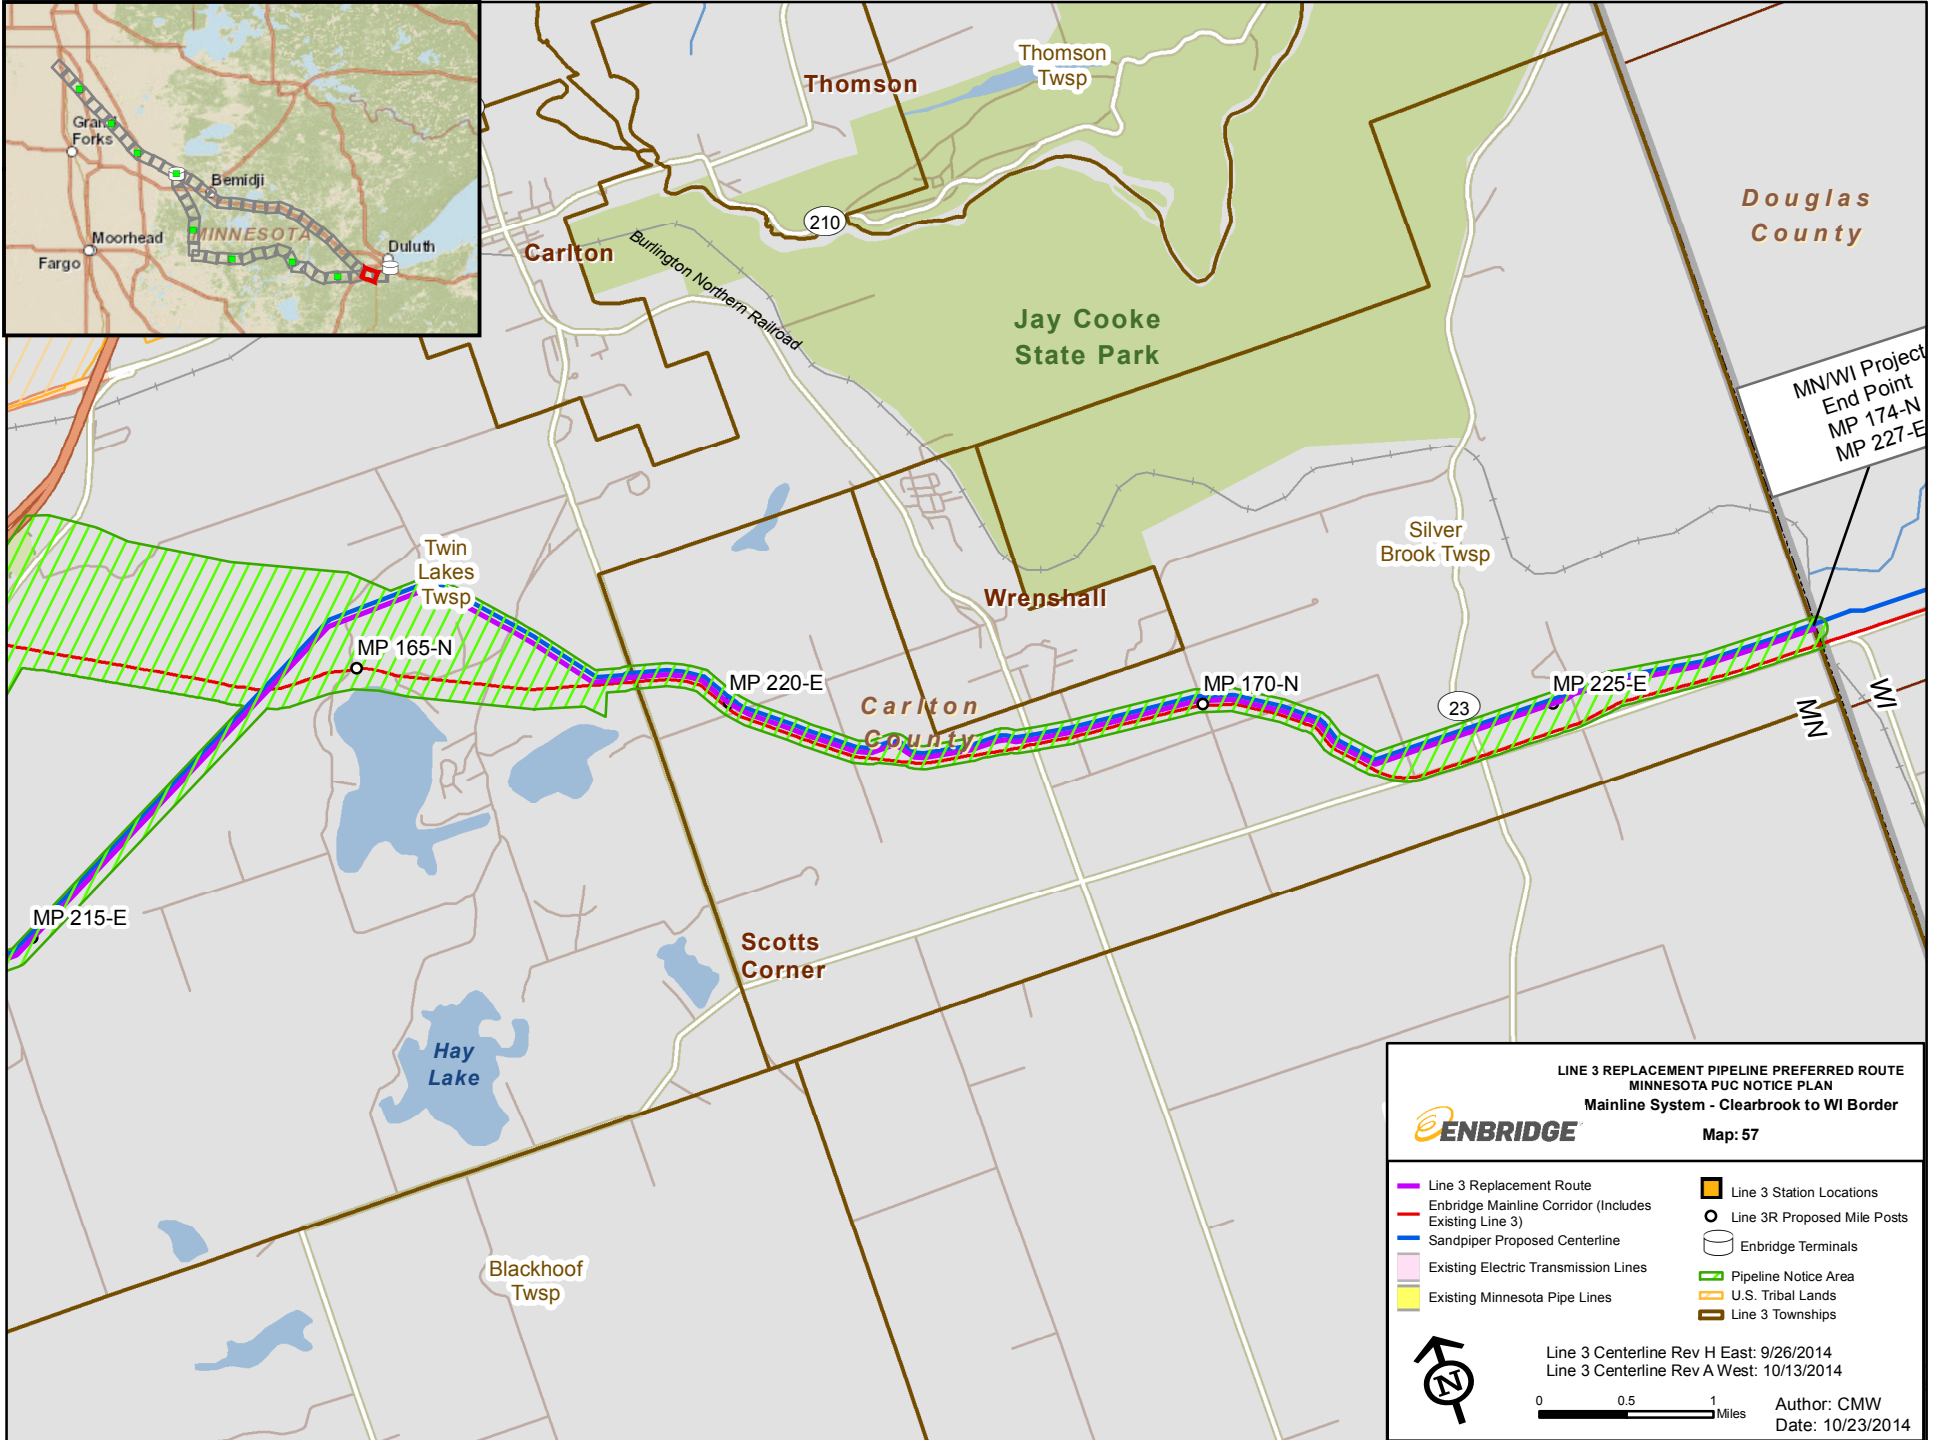 Grand
Forks
Bemidji
MINNESOTA
Moorhead
Fargo
Duluth
Thomson
Thomson
Twsp
210
Carlton
Burlington Northern Railroad
Jay Cooke
State Park
Douglas
County
MN/WI Project
End Point
MP 174-N
MP 227-E
Twin
Lakes
Twsp
Silver
Brook Twsp
Wrenshall
MP 165-N
MP 220-E
MP 170-N
MP 225-E
Carlton
County
23
MN
WI
MP 215-E
Scotts
Corner
Hay
Lake
Blackhoof
Twsp
LINE 3 REPLACEMENT PIPELINE PREFERRED ROUTE
MINNESOTA PUC NOTICE PLAN
Mainline System - Clearbrook to WI Border
ENBRIDGE
Map: 57
Line 3 Replacement Route
Enbridge Mainline Corridor (Includes
Existing Line 3)
Sandpiper Proposed Centerline
Existing Electric Transmission Lines
Existing Minnesota Pipe Lines
Line 3 Station Locations
Line 3R Proposed Mile Posts
Enbridge Terminals
Pipeline Notice Area
U.S. Tribal Lands
Line 3 Townships
N
Line 3 Centerline Rev H East: 9/26/2014
Line 3 Centerline Rev A West: 10/13/2014
0 0.5 1
Miles
Author: CMW
Date: 10/23/2014